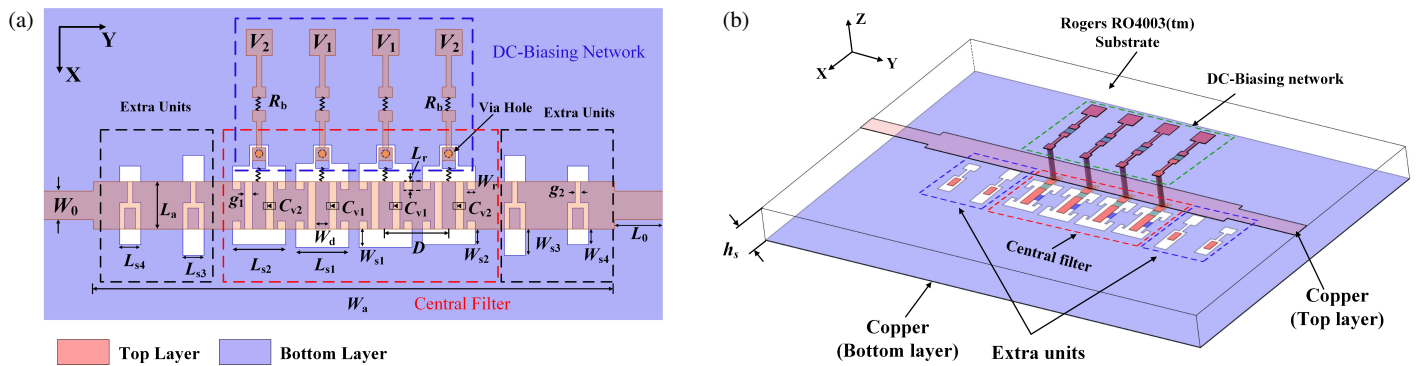 (a)
X
Y
V2
V1
V1
V2
DC-Biasing Network
Rb
Rb
Via Hole
Extra Units
Extra Units
Lr
Wr
g1
g2
Cv2
Cv1
Cv1
Cv2
W0
La
Wd
D
L0
Ls4
Ls3
Ls2
Ls1
Ws1
Ws2
Ws3
Ws4
Wa
Central Filter
Top Layer
Bottom Layer
(b)
Z
X
Y
Rogers RO4003(tm)
Substrate
DC-Biasing network
hs
Central filter
Copper
(Top layer)
Copper
(Bottom layer)
Extra units